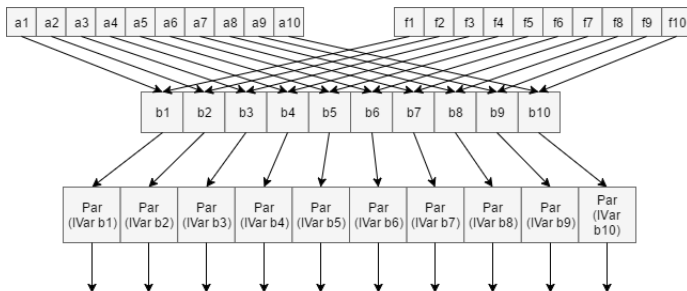 a1 a2 a3 a4 a5 a6 a7 a8 a9 a10 f1 f2 f3 f4 f5 f6 f7 f8 f9 f10
b1 b2 b3 b4 b5 b6 b7 b8 b9 b10
Par
(IVar b1)
Par
(IVar b2)
Par
(IVar b3)
Par
(IVar b4)
Par
(IVar b5)
Par
(IVar b6)
Par
(IVar b7)
Par
(IVar b8)
Par
(IVar b9)
Par
(IVar
b10)